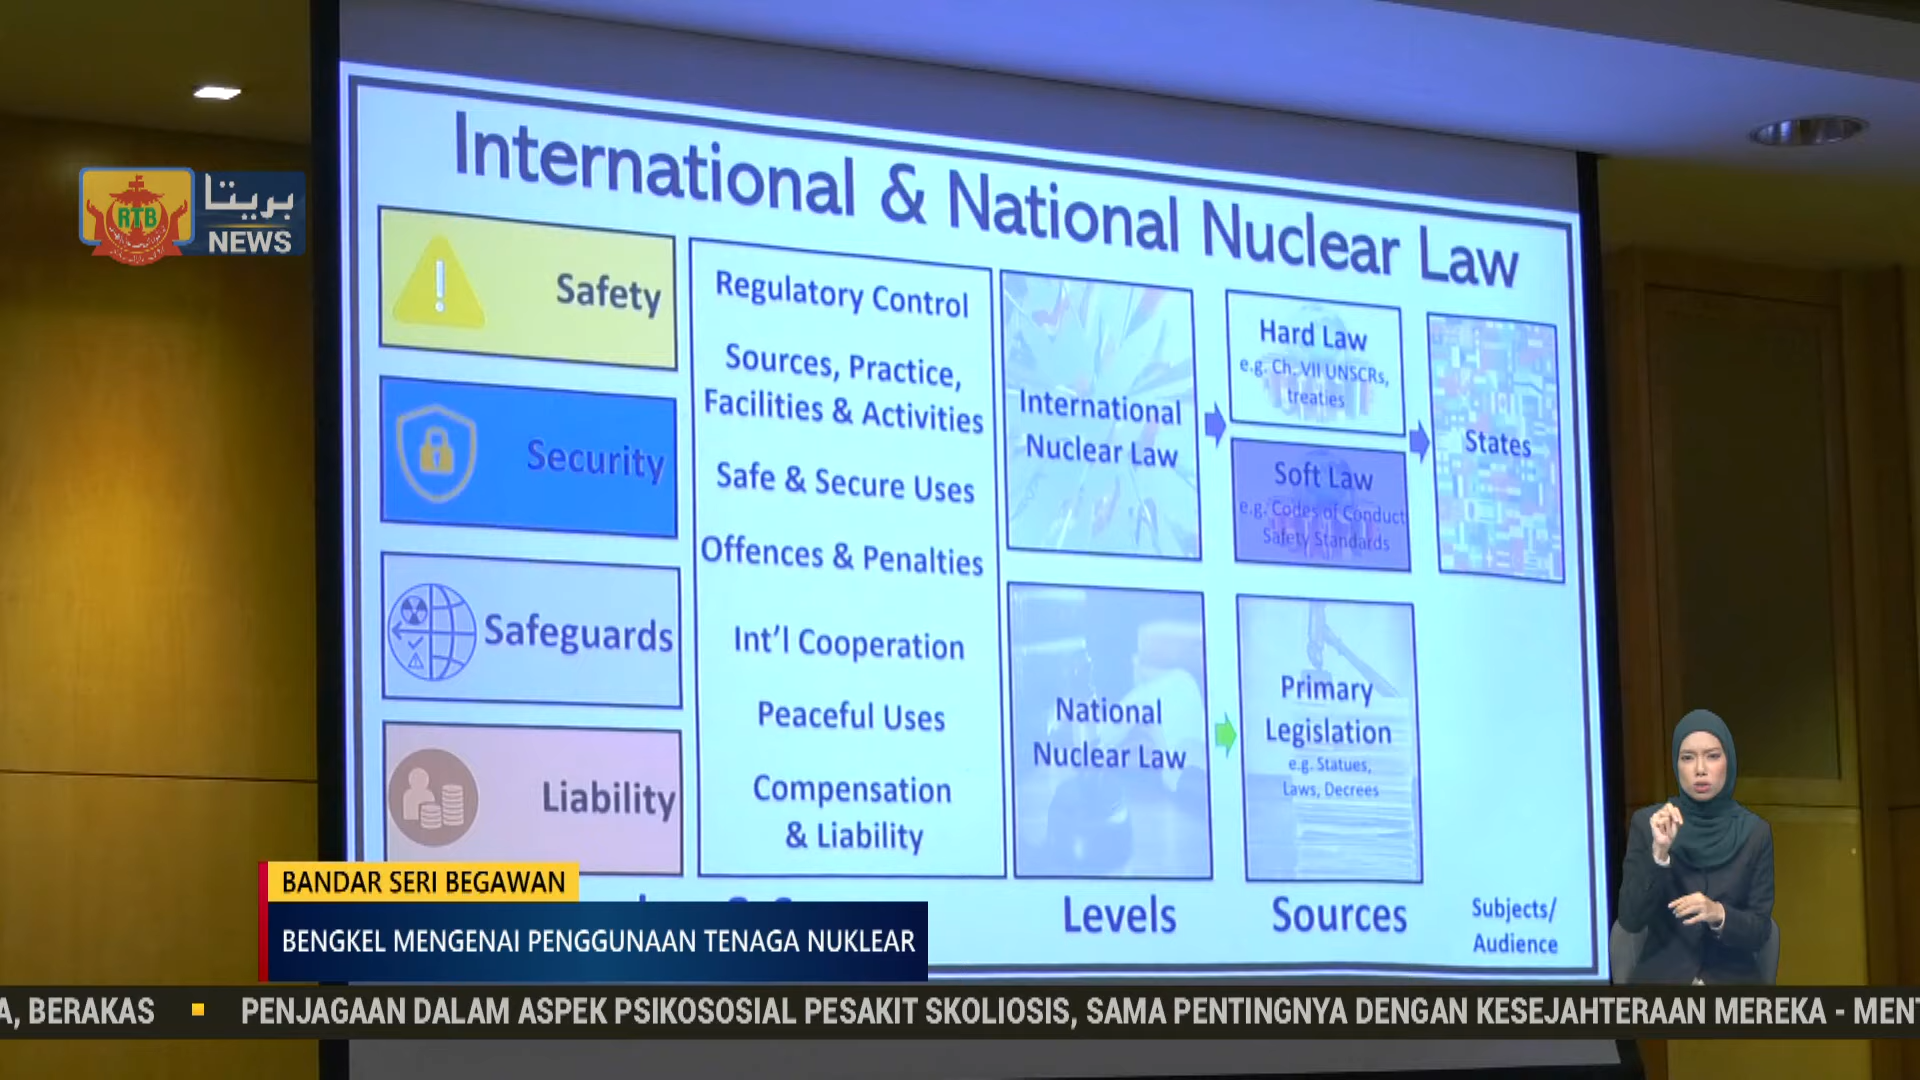 International & National Nuclear Law
RTB
بريتا
NEWS
Safety
Security
Safeguards
Liability
Regulatory Control
Sources, Practice,
Facilities & Activities
Safe & Secure Uses
Offences & Penalties
Int'l Cooperation
Peaceful Uses
Compensation
& Liability
International
Nuclear Law
National
Nuclear Law
Hard Law
e.g. Ch. VII UNSCRs,
treaties
Soft Law
e.g. Codes of Conduct
Safety Standards
States
Primary
Legislation
e.g. Statues,
Laws, Decrees
Levels
Sources
Subjects/
Audience
BANDAR SERI BEGAWAN
BENGKEL MENGENAI PENGGUNAAN TENAGA NUKLEAR
A, BERAKAS ▪ PENJAGAAN DALAM ASPEK PSIKOSOSIAL PESAKIT SKOLIOSIS, SAMA PENTINGNYA DENGAN KESEJAHTERAAN MEREKA - MENT